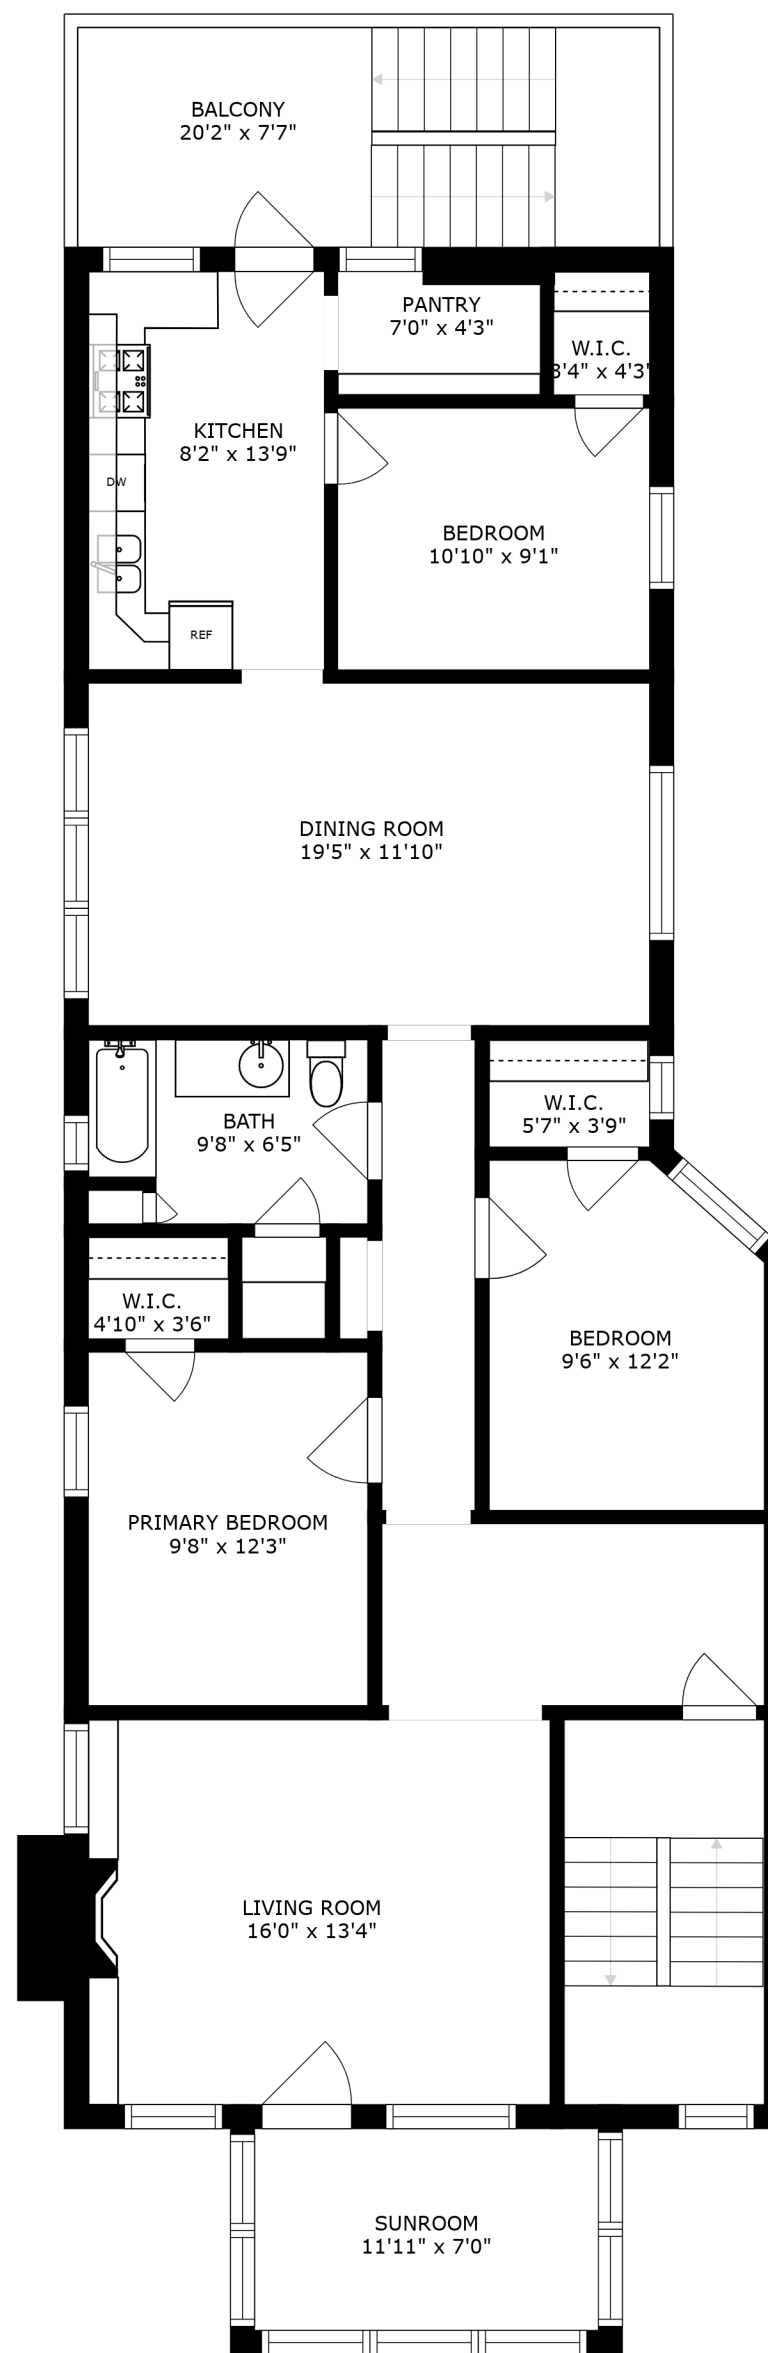 BALCONY
20'2" x 7'7"
PANTRY
7'0" x 4'3"
W.I.C.
3'4" x 4'3"
KITCHEN
8'2" x 13'9"
DW
BEDROOM
10'10" x 9'1"
REF
DINING ROOM
19'5" x 11'10"
BATH
9'8" x 6'5"
W.I.C.
5'7" x 3'9"
W.I.C.
4'10" x 3'6"
BEDROOM
9'6" x 12'2"
PRIMARY BEDROOM
9'8" x 12'3"
LIVING ROOM
16'0" x 13'4"
SUNROOM
11'11" x 7'0"